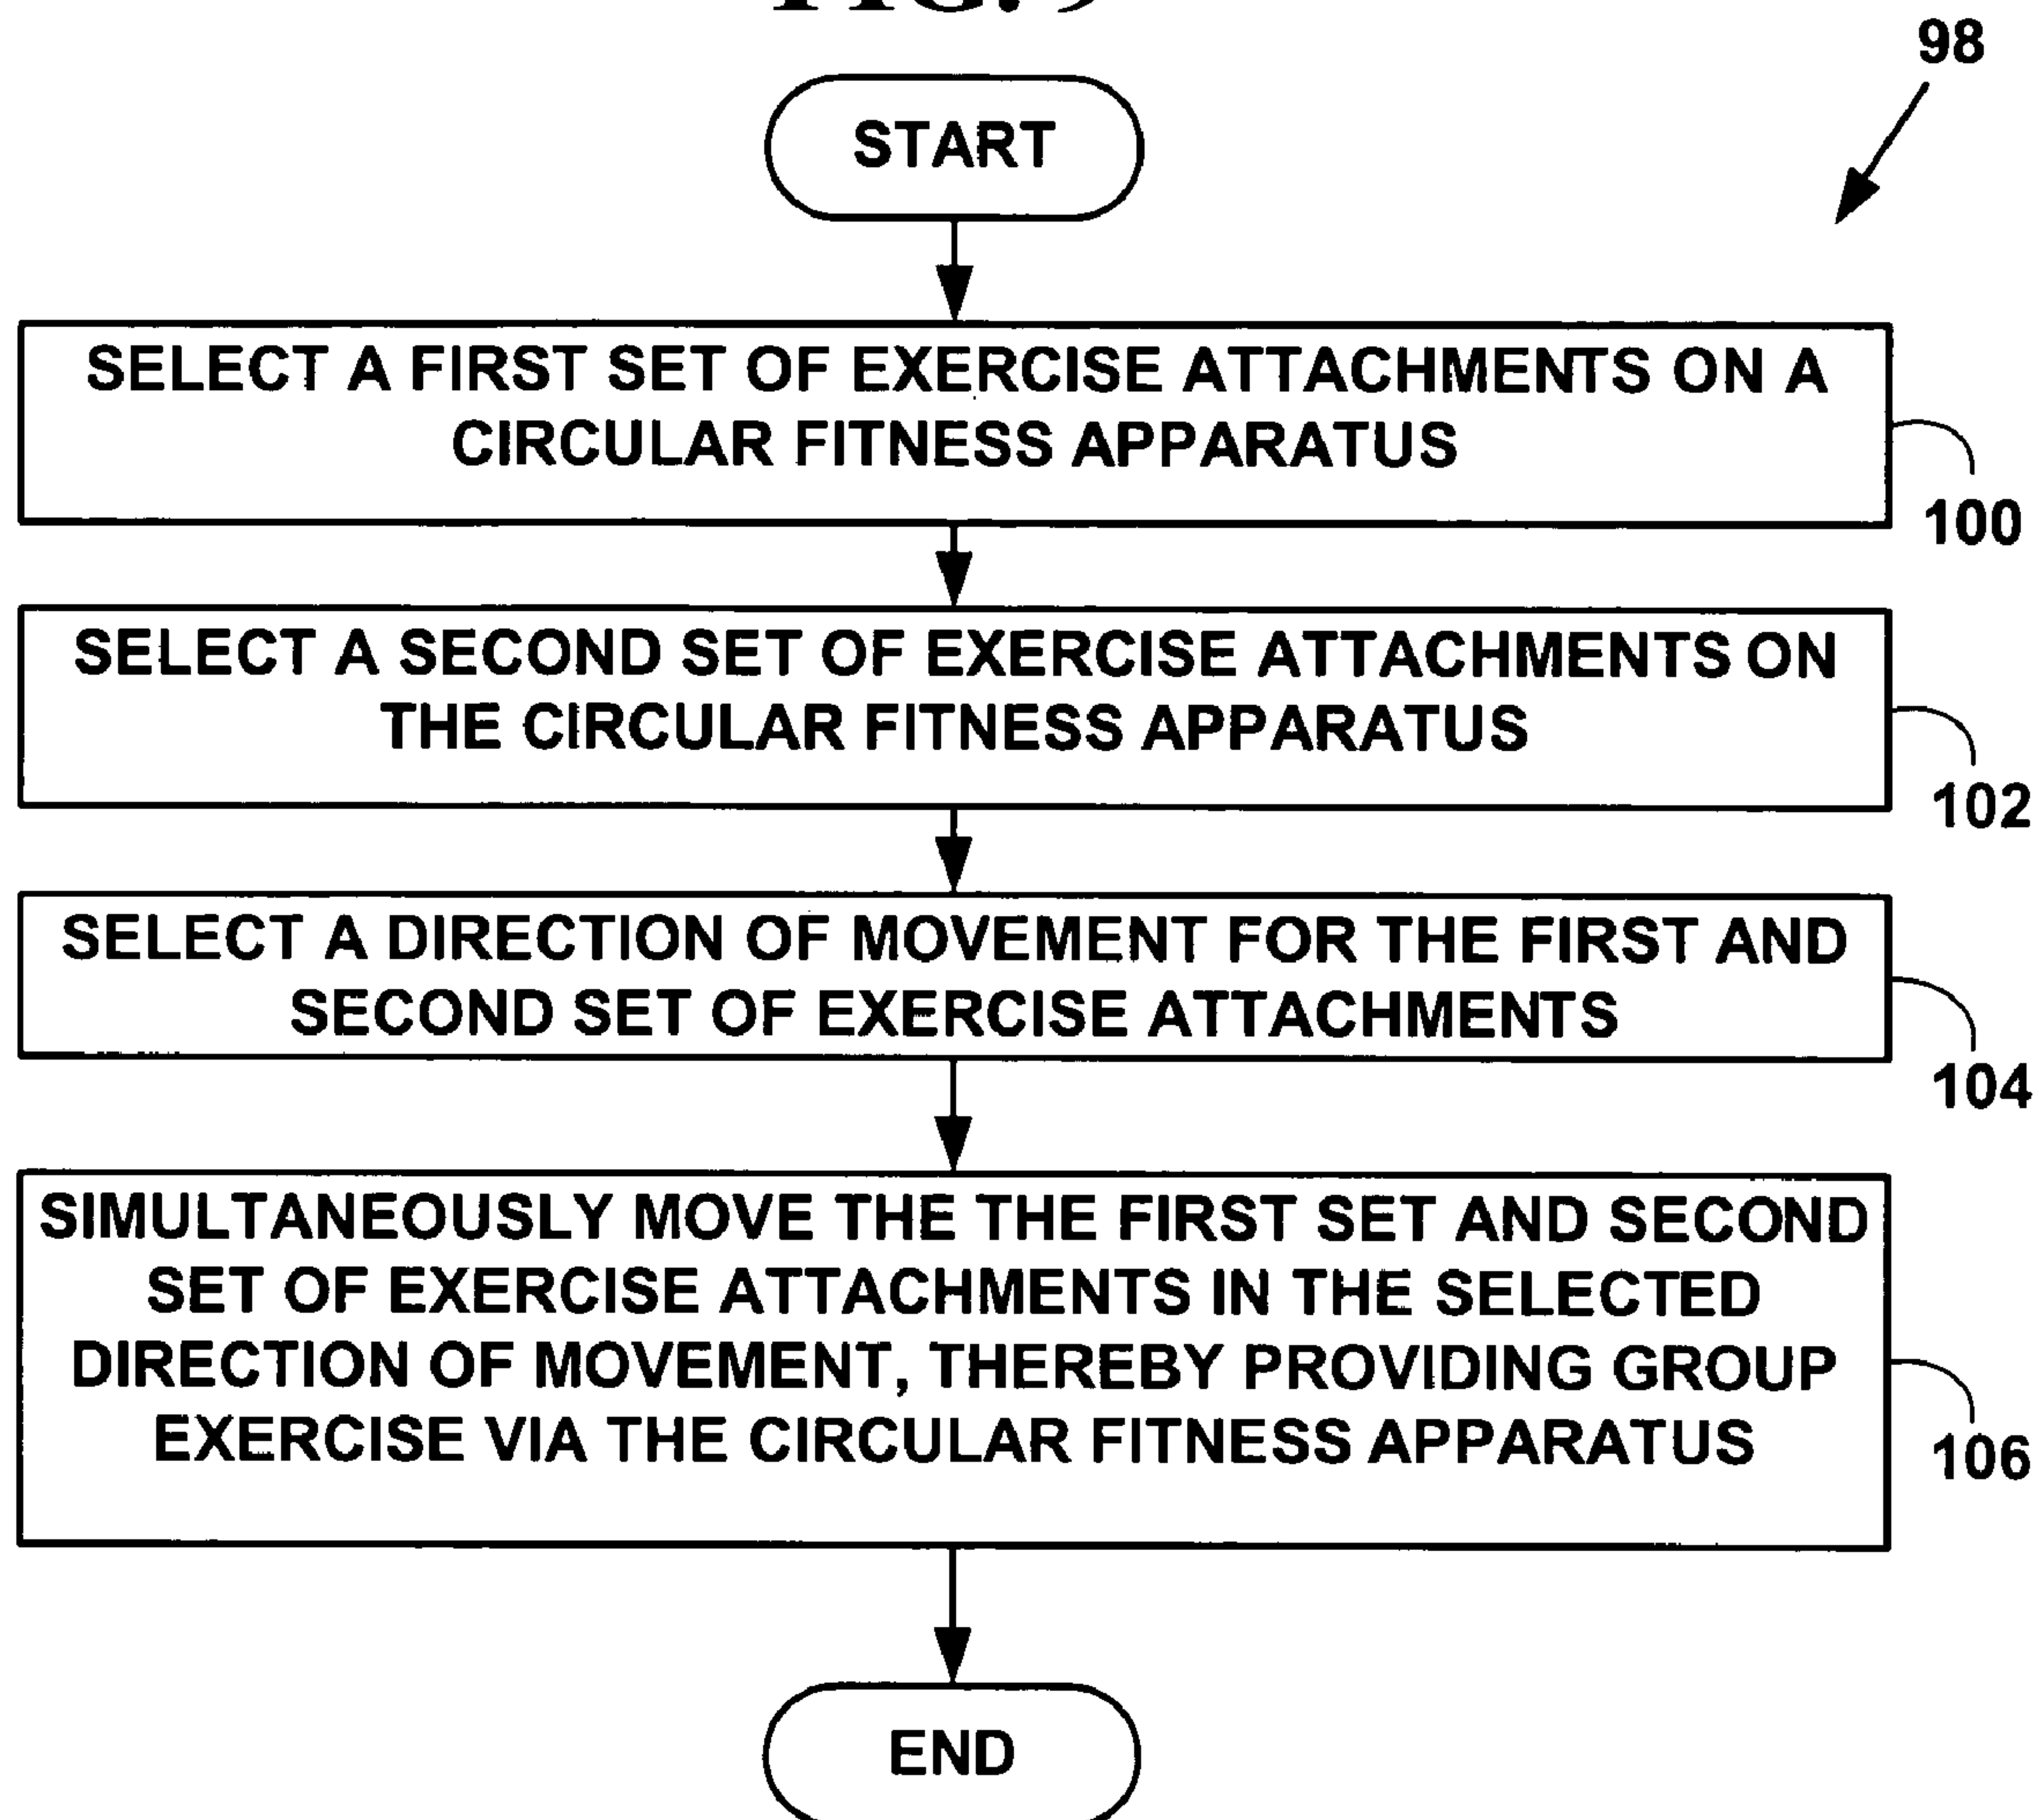 98
START
SELECT A FIRST SET OF EXERCISE ATTACHMENTS ON A
CIRCULAR FITNESS APPARATUS
100
SELECT A SECOND SET OF EXERCISE ATTACHMENTS ON
THE CIRCULAR FITNESS APPARATUS
102
SELECT A DIRECTION OF MOVEMENT FOR THE FIRST AND
SECOND SET OF EXERCISE ATTACHMENTS
104
SIMULTANEOUSLY MOVE THE THE FIRST SET AND SECOND
SET OF EXERCISE ATTACHMENTS IN THE SELECTED
DIRECTION OF MOVEMENT, THEREBY PROVIDING GROUP
EXERCISE VIA THE CIRCULAR FITNESS APPARATUS
106
END